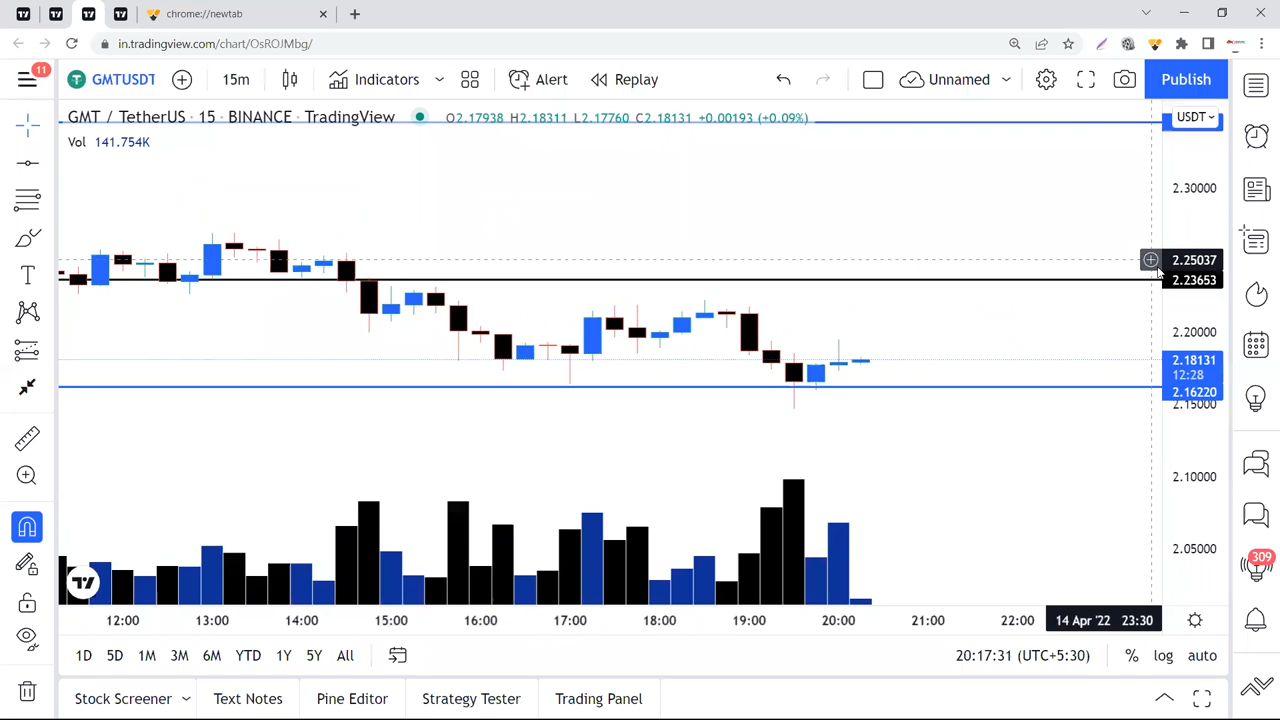 chrome://newtab
in.tradingview.com/chart/OsROJMbg/
11
GMTUSDT
15m
Indicators
Alert
Replay
Unnamed
Publish
GMT / TetherUS · 15 · BINANCE · TradingView
O2.17938 H2.18311 L2.17760 C2.18131 +0.00193 (+0.09%)
USDT
Vol 141.754K
2.30000
2.25037
2.23653
2.20000
2.18131
12:28
2.16220
2.15000
2.10000
2.05000
309
12:00 13:00 14:00 15:00 16:00 17:00 18:00 19:00 20:00 21:00 22:00 14 Apr '22 23:30
1D 5D 1M 3M 6M YTD 1Y 5Y All
20:17:31 (UTC+5:30) % log auto
Stock Screener Text Notes Pine Editor Strategy Tester Trading Panel